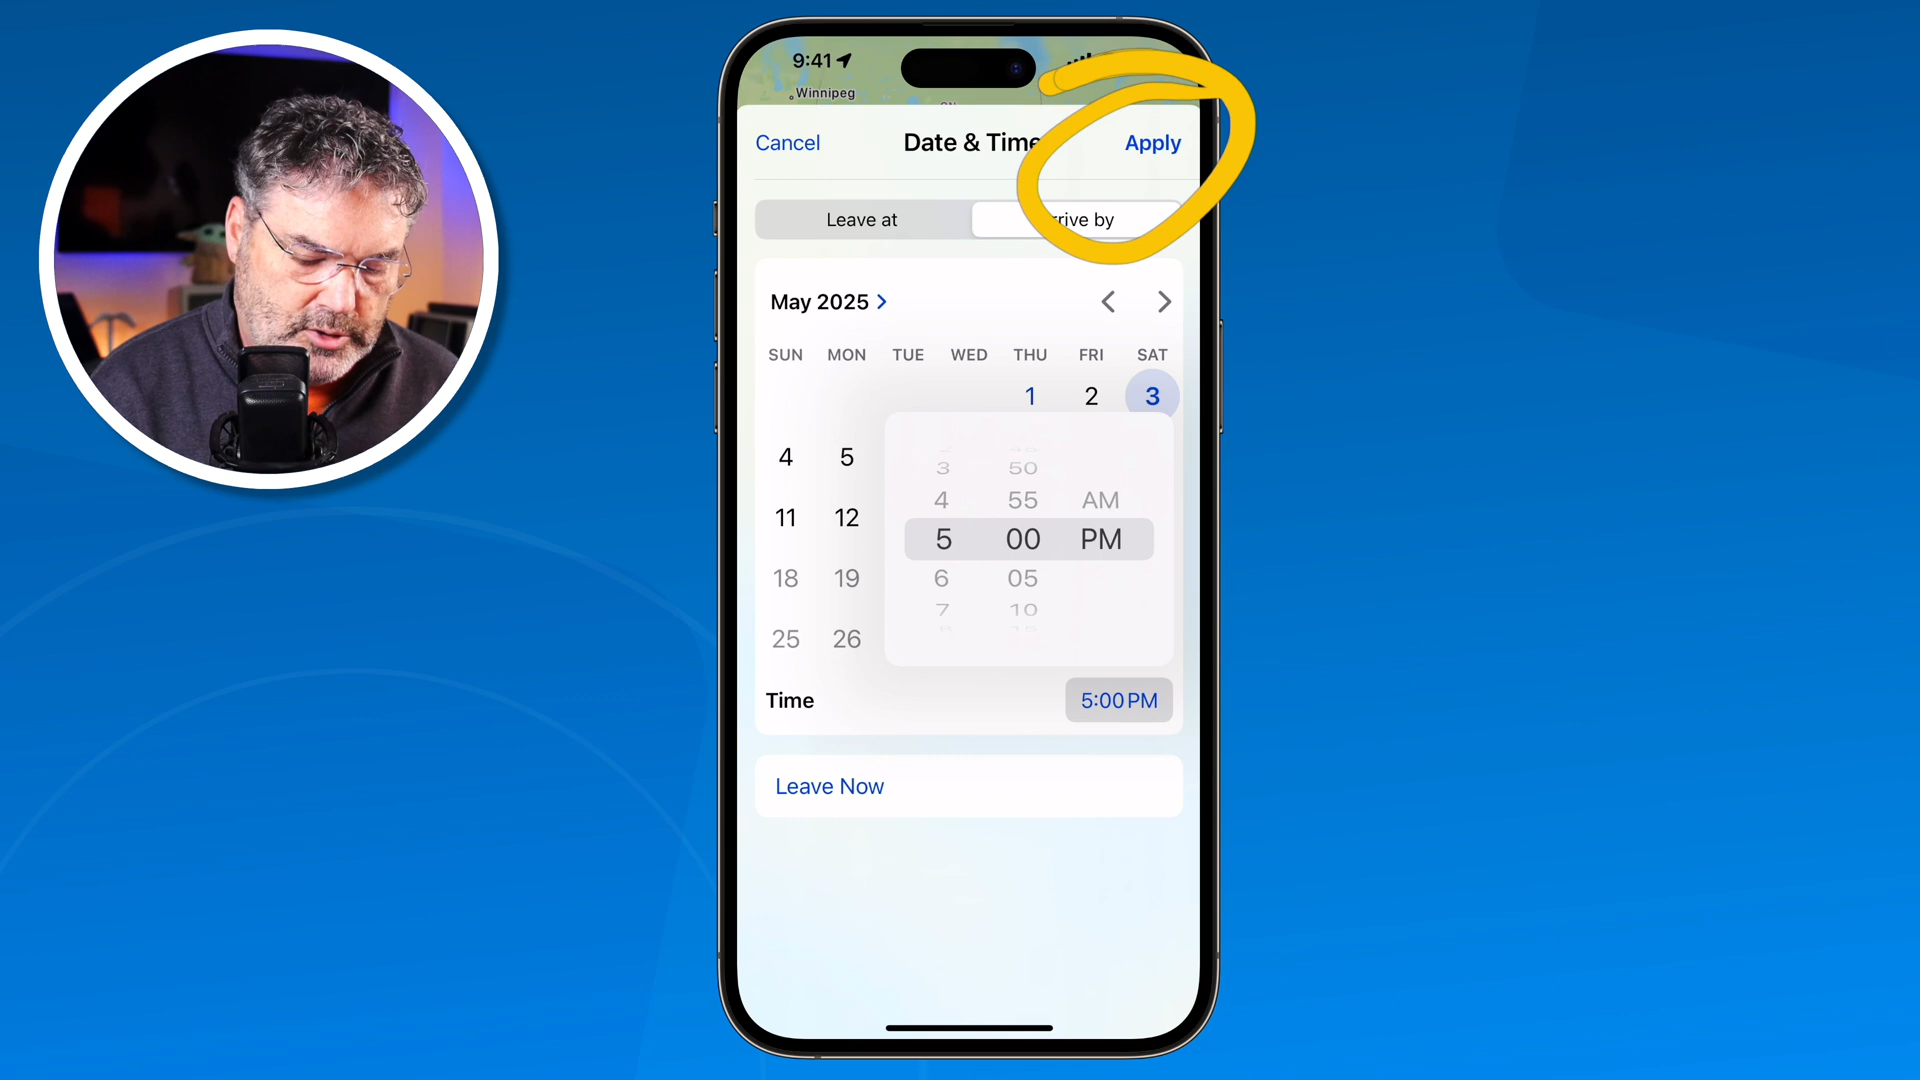 9:41
Winnipeg
Cancel
Date & Time
Apply
Leave at
rive by
May 2025
SUN MON TUE WED THU FRI SAT
1 2 3
4 5
11 12
18 19
25 26
3 50
4 55 AM
5 00 PM
6 05
7 10
Time
5:00 PM
Leave Now